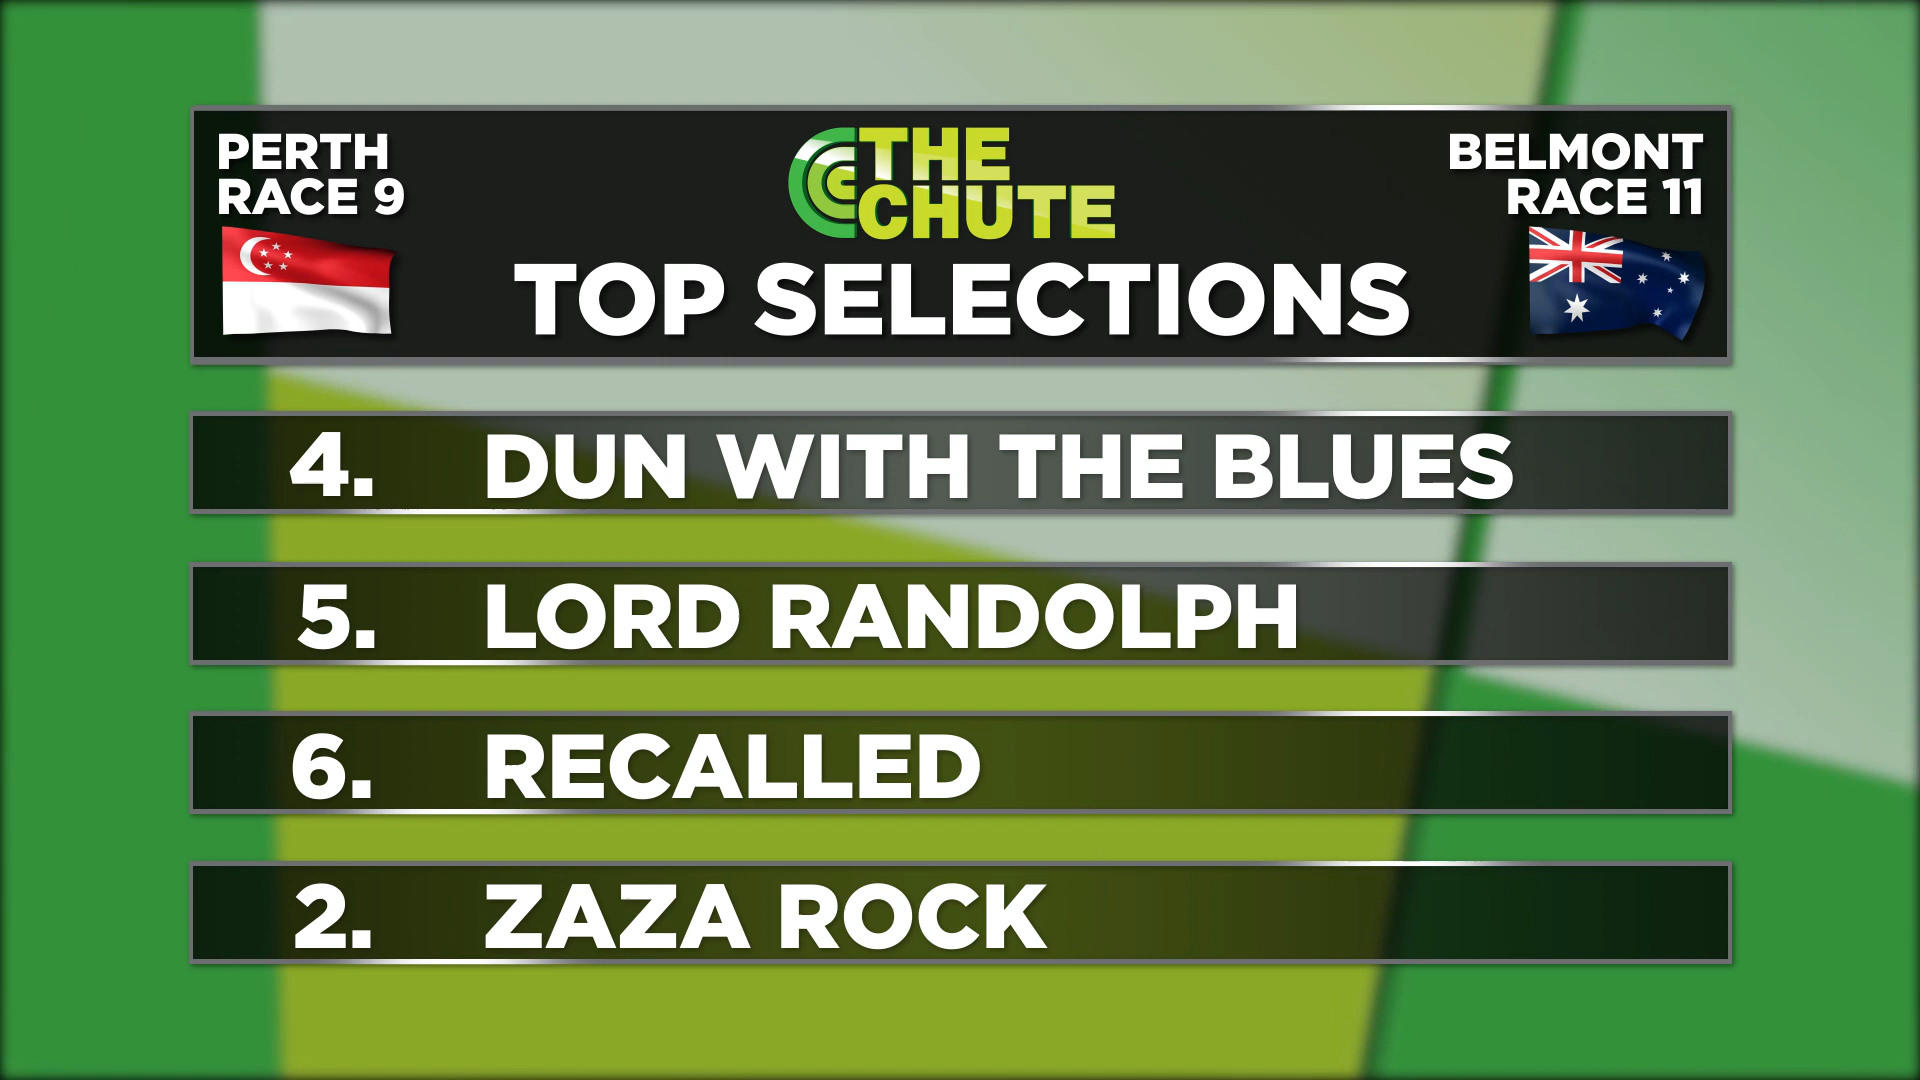 PERTH
RACE 9
THE
CHUTE
BELMONT
RACE 11
TOP SELECTIONS
4. DUN WITH THE BLUES
5. LORD RANDOLPH
6. RECALLED
2. ZAZA ROCK